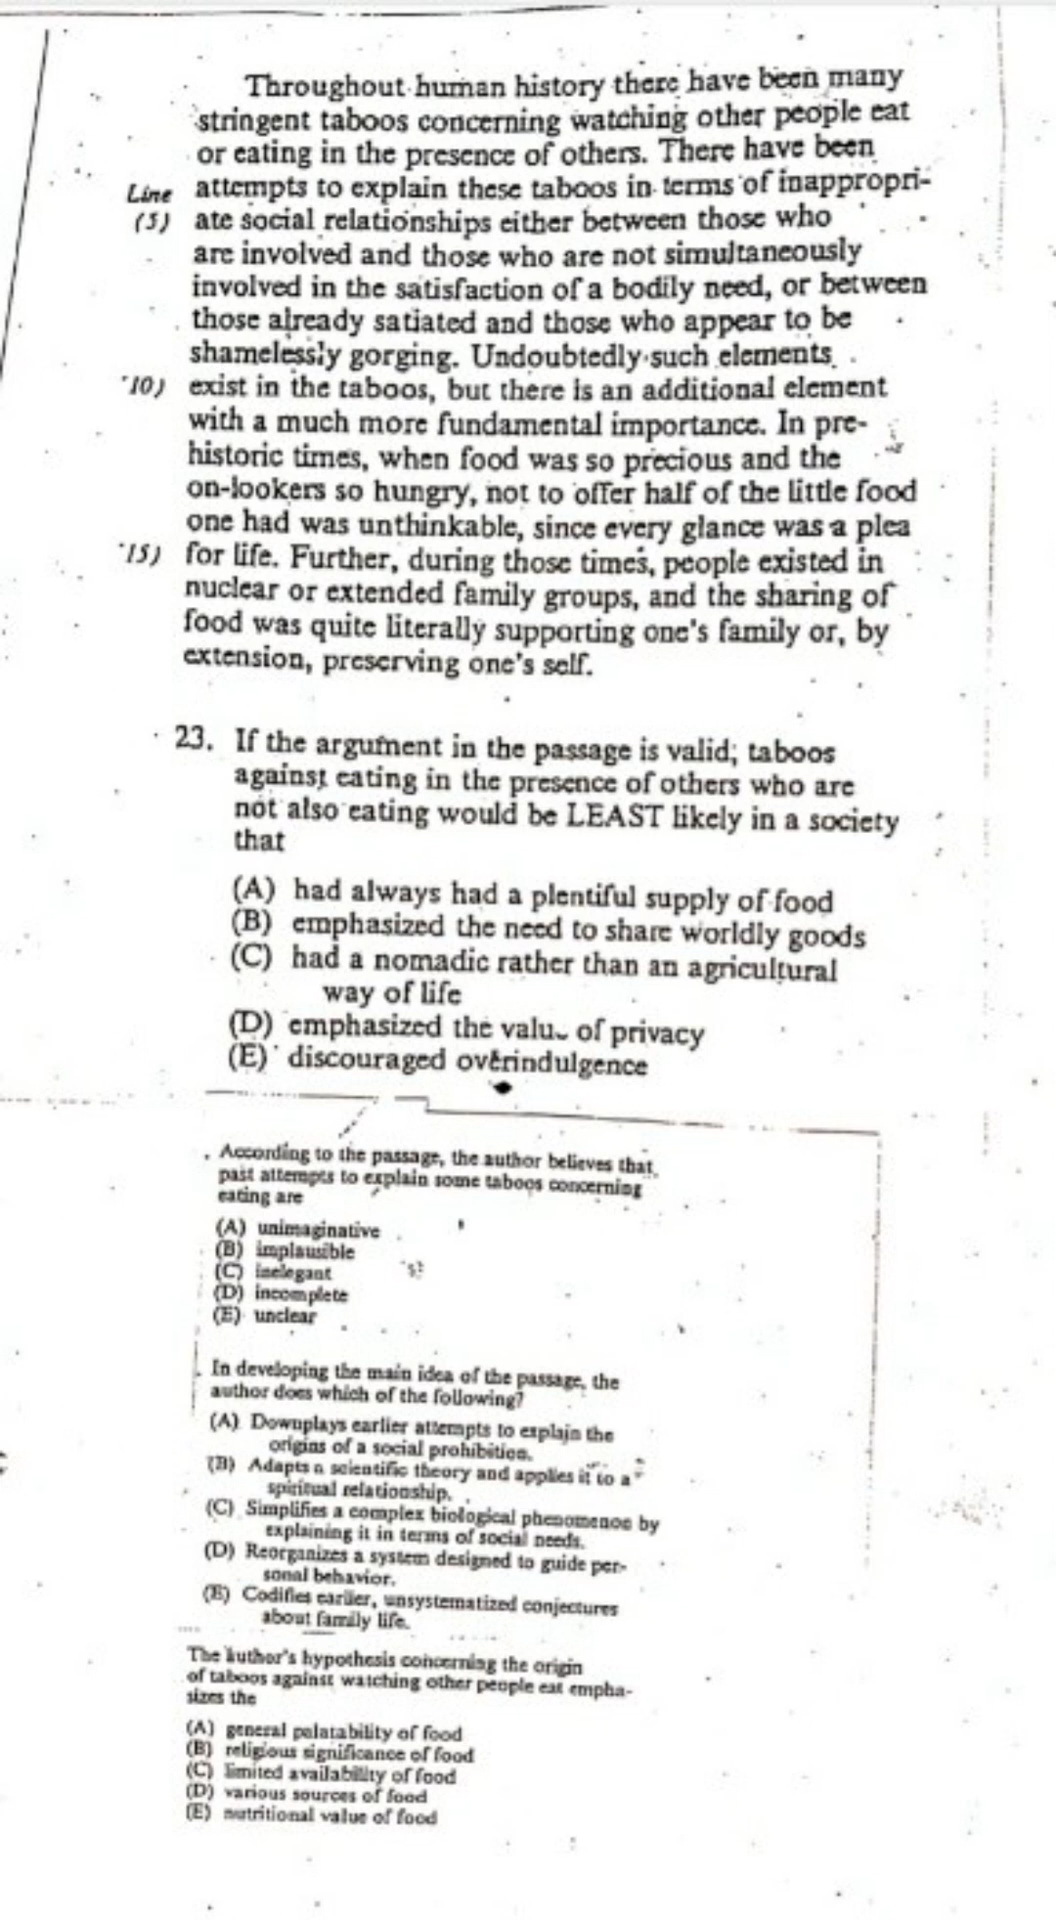 Throughout human history there have been many
stringent taboos concerning watching other people eat
or eating in the presence of others. There have been
Line attempts to explain these taboos in terms of inappropri-
(5) ate social relationships either between those who
are involved and those who are not simultaneously
involved in the satisfaction of a bodily need, or between
those already satiated and those who appear to be
shamelessly gorging. Undoubtedly such elements
10) exist in the taboos, but there is an additional element
with a much more fundamental importance. In pre-
historic times, when food was so precious and the
on-lookers so hungry, not to offer half of the little food
one had was unthinkable, since every glance was a plea
15) for life. Further, during those times, people existed in
nuclear or extended family groups, and the sharing of
food was quite literally supporting one's family or, by
extension, preserving one's self.
23. If the argument in the passage is valid, taboos
against eating in the presence of others who are
not also eating would be LEAST likely in a society
that
(A) had always had a plentiful supply of food
(B) emphasized the need to share worldly goods
(C) had a nomadic rather than an agricultural
way of life
(D) emphasized the valu. of privacy
(E) discouraged overindulgence
According to the passage, the author believes that
past attempts to explain some taboos concerning
eating are
(A) unimaginative
(B) implausible
(C) inelegant
(D) incomplete
(E) unclear
In developing the main idea of the passage, the
author does which of the following?
(A) Downplays earlier attempts to explain the
origins of a social prohibition.
(B) Adapts a scientific theory and applies it to a
spiritual relationship.
(C) Simplifies a complex biological phenomenon by
explaining it in terms of social needs.
(D) Reorganizes a system designed to guide per-
sonal behavior.
(E) Codifies earlier, unsystematized conjectures
about family life.
The author's hypothesis concerning the origin
of taboos against watching other people eat empha-
sizes the
(A) general palatability of food
(B) religious significance of food
(C) limited availability of food
(D) various sources of food
(E) nutritional value of food